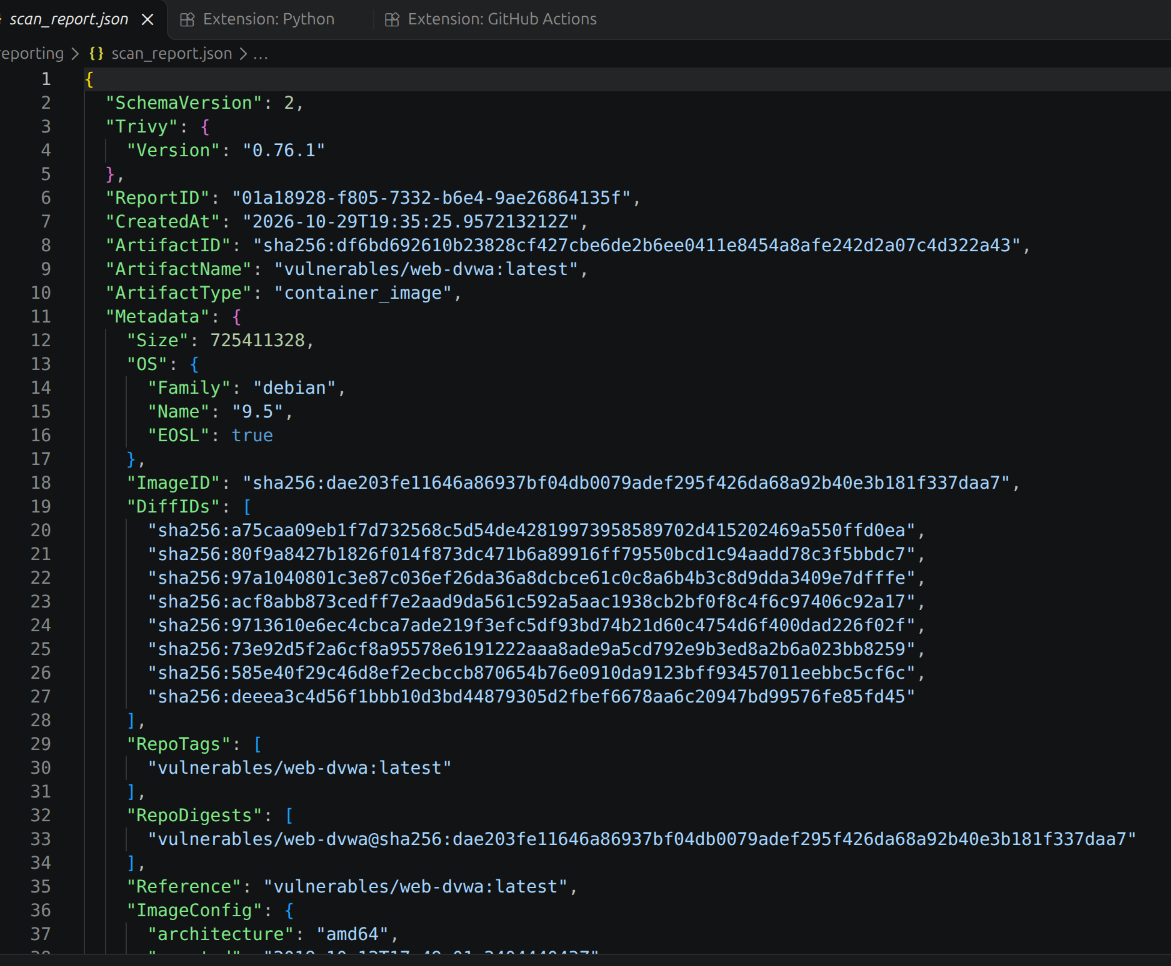 scan_report.json Extension: Python Extension: GitHub Actions
eporting > {} scan_report.json > ...
1 {
2 "SchemaVersion": 2,
3 "Trivy": {
4 "Version": "0.76.1"
5 },
6 "ReportID": "01a18928-f805-7332-b6e4-9ae26864135f",
7 "CreatedAt": "2026-10-29T19:35:25.957213212Z",
8 "ArtifactID": "sha256:df6bd692610b23828cf427cbe6de2b6ee0411e8454a8afe242d2a07c4d322a43",
9 "ArtifactName": "vulnerables/web-dvwa:latest",
10 "ArtifactType": "container_image",
11 "Metadata": {
12 "Size": 725411328,
13 "OS": {
14 "Family": "debian",
15 "Name": "9.5",
16 "EOSL": true
17 },
18 "ImageID": "sha256:dae203fe11646a86937bf04db0079adef295f426da68a92b40e3b181f337daa7",
19 "DiffIDs": [
20 "sha256:a75caa09eb1f7d732568c5d54de42819973958589702d415202469a550ffd0ea",
21 "sha256:80f9a8427b1826f014f873dc471b6a89916ff79550bcd1c94aadd78c3f5bbdc7",
22 "sha256:97a1040801c3e87c036ef26da36a8dcbce61c0c8a6b4b3c8d9dda3409e7dfffe",
23 "sha256:acf8abb873cedff7e2aad9da561c592a5aac1938cb2bf0f8c4f6c97406c92a17",
24 "sha256:9713610e6ec4cbca7ade219f3efc5df93bd74b21d60c4754d6f400dad226f02f",
25 "sha256:73e92d5f2a6cf8a95578e6191222aaa8ade9a5cd792e9b3ed8a2b6a023bb8259",
26 "sha256:585e40f29c46d8ef2ecbccb870654b76e0910da9123bff93457011eebbc5cf6c",
27 "sha256:deeea3c4d56f1bbb10d3bd44879305d2fbef6678aa6c20947bd99576fe85fd45"
28 ],
29 "RepoTags": [
30 "vulnerables/web-dvwa:latest"
31 ],
32 "RepoDigests": [
33 "vulnerables/web-dvwa@sha256:dae203fe11646a86937bf04db0079adef295f426da68a92b40e3b181f337daa7"
34 ],
35 "Reference": "vulnerables/web-dvwa:latest",
36 "ImageConfig": {
37 "architecture": "amd64",